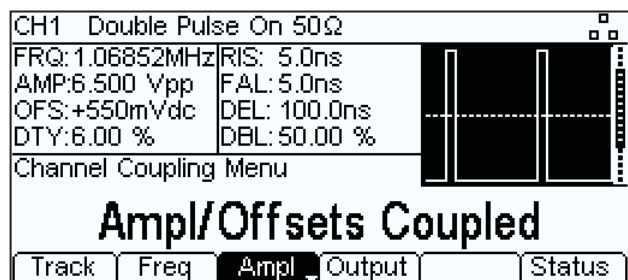 CH1 Double Pulse On 50Ω
FRQ:1.06852MHz RIS: 5.0ns
AMP:6.500 Vpp FAL: 5.0ns
OFS:+550mVdc DEL: 100.0ns
DTY:6.00 % DBL: 50.00 %
Channel Coupling Menu
Ampl/Offsets Coupled
Track Freq Ampl Output Status